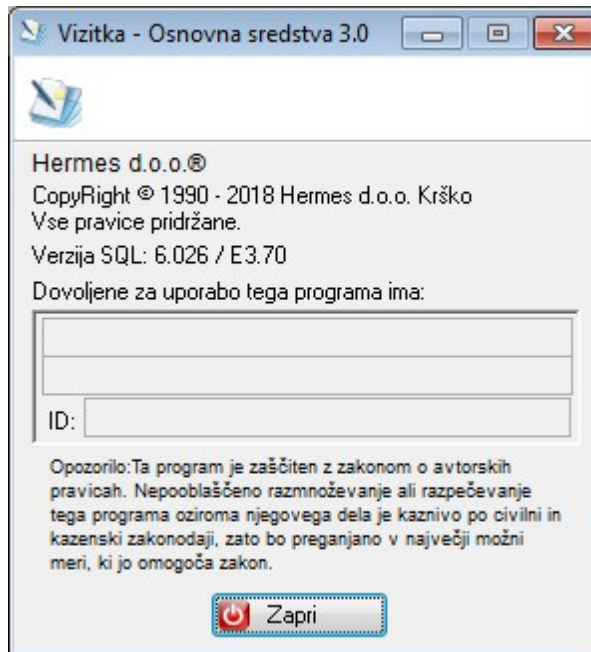 Vizitka - Osnovna sredstva 3.0
Hermes d.o.o.®
CopyRight © 1990 - 2018 Hermes d.o.o. Krško
Vse pravice pridržane.
Verzija SQL: 6.026 / E3.70
Dovoljene za uporabo tega programa ima:
ID:
Opozorilo:Ta program je zaščiten z zakonom o avtorskih
pravicah. Nepooblaščeno razmnoževanje ali razpečevanje
tega programa oziroma njegovega dela je kaznivo po civilni in
kazenski zakonodaji, zato bo preganjano v največji možni
meri, ki jo omogoča zakon.
Zapri